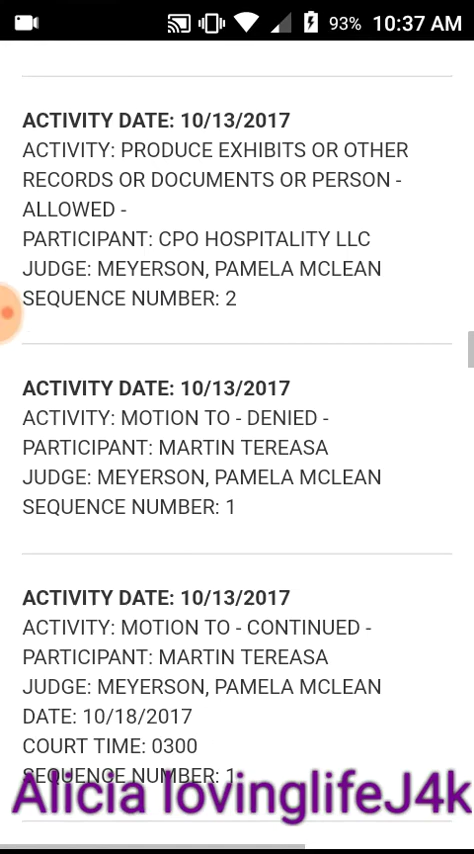 93% 10:37 AM
ACTIVITY DATE: 10/13/2017
ACTIVITY: PRODUCE EXHIBITS OR OTHER
RECORDS OR DOCUMENTS OR PERSON -
ALLOWED -
PARTICIPANT: CPO HOSPITALITY LLC
JUDGE: MEYERSON, PAMELA MCLEAN
SEQUENCE NUMBER: 2
ACTIVITY DATE: 10/13/2017
ACTIVITY: MOTION TO - DENIED -
PARTICIPANT: MARTIN TEREASA
JUDGE: MEYERSON, PAMELA MCLEAN
SEQUENCE NUMBER: 1
ACTIVITY DATE: 10/13/2017
ACTIVITY: MOTION TO - CONTINUED -
PARTICIPANT: MARTIN TEREASA
JUDGE: MEYERSON, PAMELA MCLEAN
DATE: 10/18/2017
COURT TIME: 0300
SEQUENCE NUMBER: 1
Alicia lovinglifeJ4k